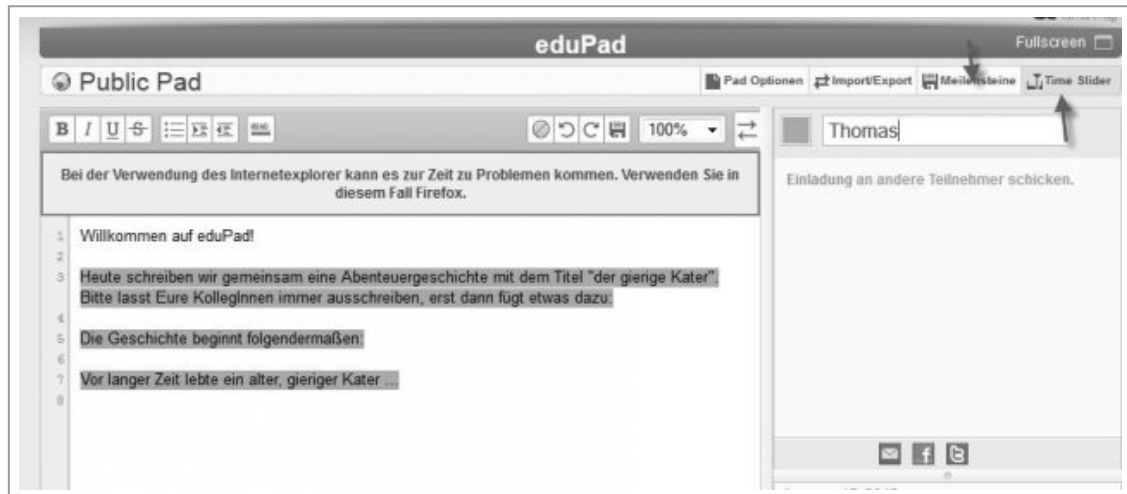 eduPad
Fullscreen
Public Pad
Pad Optionen
Import/Export
Meilensteine
Time Slider
B I U S
100%
Thomas
Bei der Verwendung des Internetexplorer kann es zur Zeit zu Problemen kommen. Verwenden Sie in
diesem Fall Firefox.
Einladung an andere Teilnehmer schicken.
1 Willkommen auf eduPad!
2
3 Heute schreiben wir gemeinsam eine Abenteuergeschichte mit dem Titel "der gierige Kater".
Bitte lasst Eure KollegInnen immer ausschreiben, erst dann fügt etwas dazu:
4
5 Die Geschichte beginnt folgendermaßen:
6
7 Vor langer Zeit lebte ein alter, gieriger Kater ...
8